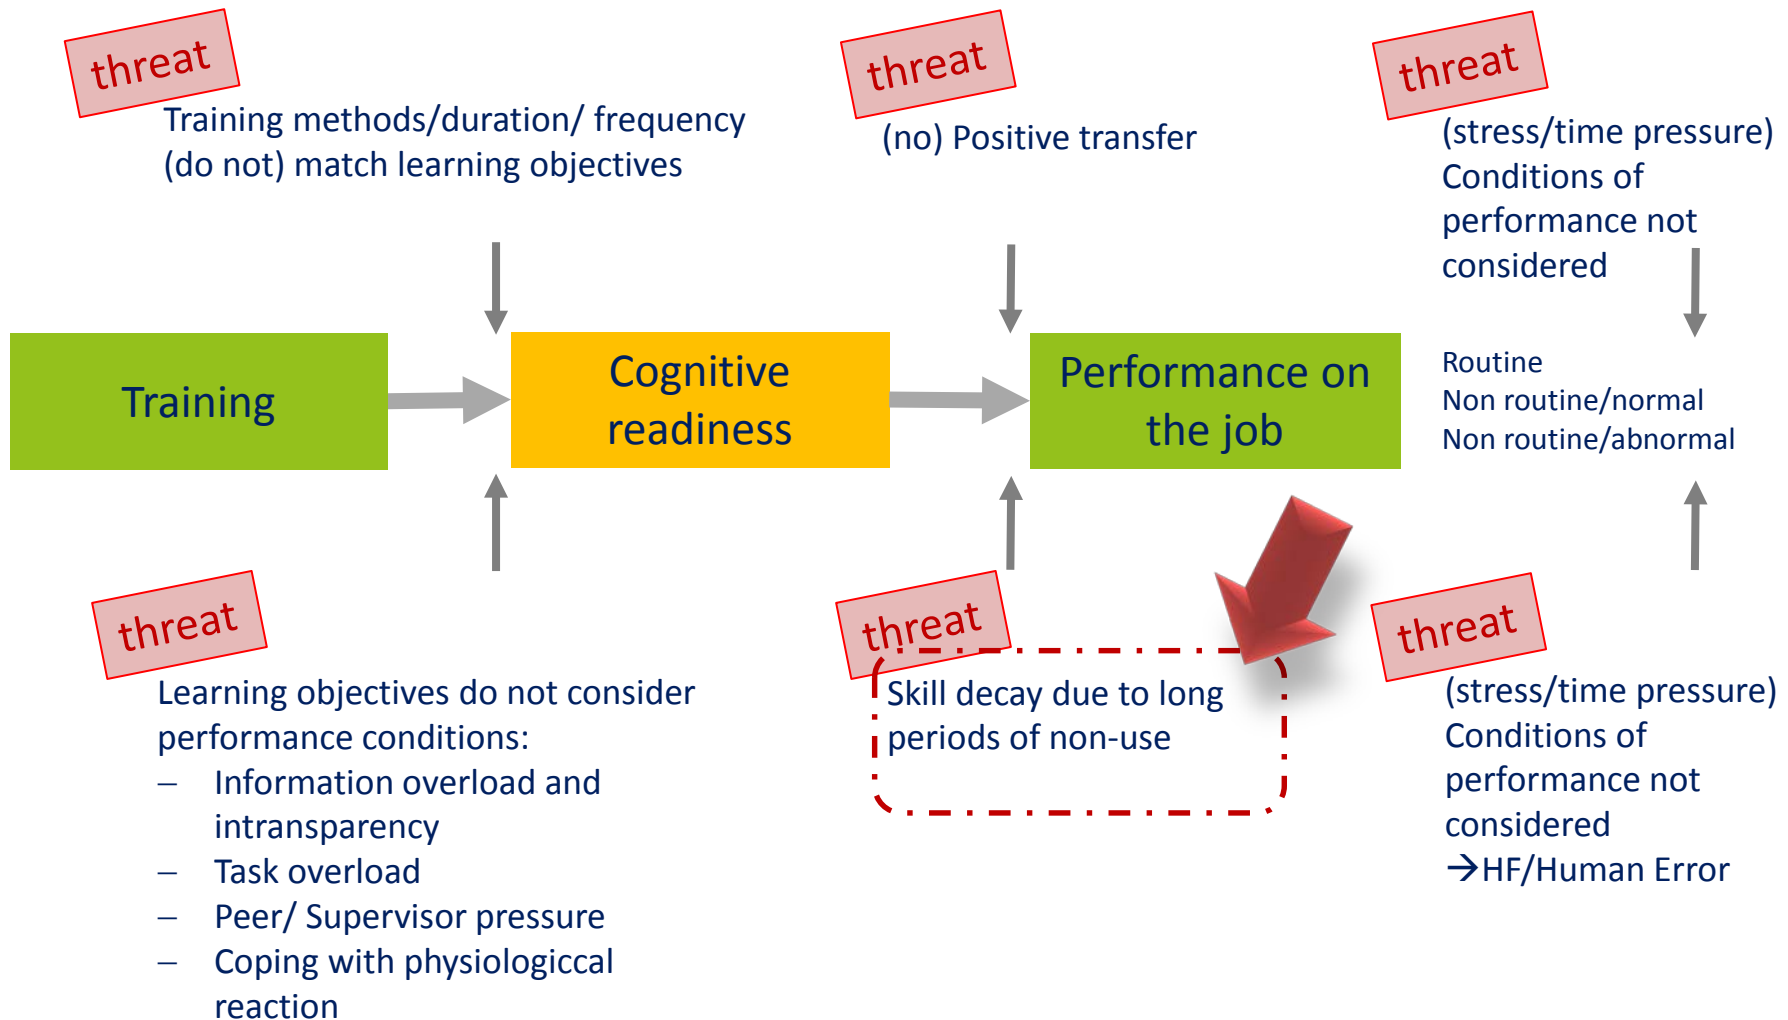 threat
Training methods/duration/ frequency
(do not) match learning objectives
threat
(no) Positive transfer
threat
(stress/time pressure)
Conditions of
performance not
considered
Training
Cognitive
readiness
Performance on
the job
Routine
Non routine/normal
Non routine/abnormal
threat
Learning objectives do not consider
performance conditions:
– Information overload and
intransparency
– Task overload
– Peer/ Supervisor pressure
– Coping with physiologiccal
reaction
threat
Skill decay due to long
periods of non-use
threat
(stress/time pressure)
Conditions of
performance not
considered
→HF/Human Error